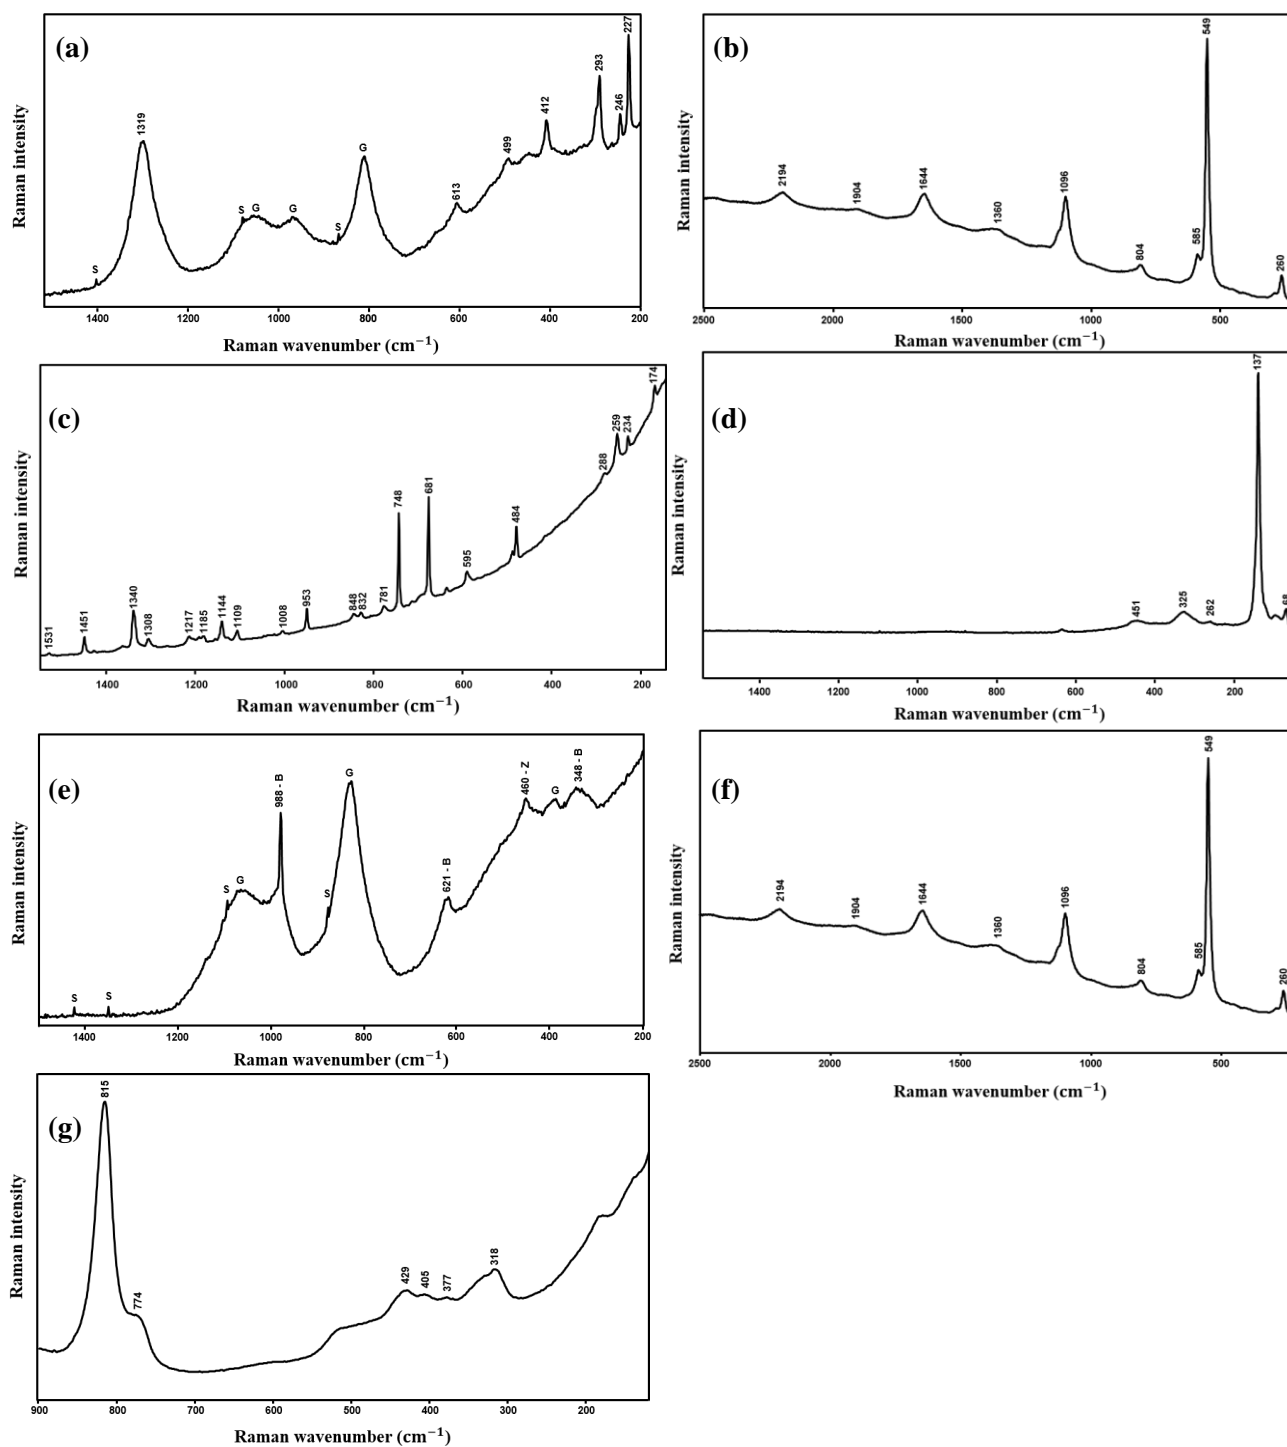 (a)
Raman intensity
S
1319
S
G
G
S
G
613
499
412
293
246
227
1400
1200
1000
800
600
400
200
Raman wavenumber (cm⁻¹)
(b)
Raman intensity
2194
1904
1644
1360
1096
804
585
549
260
2500
2000
1500
1000
500
Raman wavenumber (cm⁻¹)
(c)
Raman intensity
1531
1451
1340
1308
1217
1185
1144
1109
1008
953
848
832
781
748
681
595
484
288
259
234
174
1400
1200
1000
800
600
400
200
Raman wavenumber (cm⁻¹)
(d)
Raman intensity
451
325
262
137
68
1400
1200
1000
800
600
400
200
Raman wavenumber (cm⁻¹)
(e)
Raman intensity
S
S
S
G
988 - B
S
G
621 - B
460 - Z
G
348 - B
1400
1200
1000
800
600
400
200
Raman wavenumber (cm⁻¹)
(f)
Raman intensity
2194
1904
1644
1360
1096
804
585
549
260
2500
2000
1500
1000
500
Raman wavenumber (cm⁻¹)
(g)
Raman intensity
815
774
429
405
377
318
900
800
700
600
500
400
300
200
Raman wavenumber (cm⁻¹)